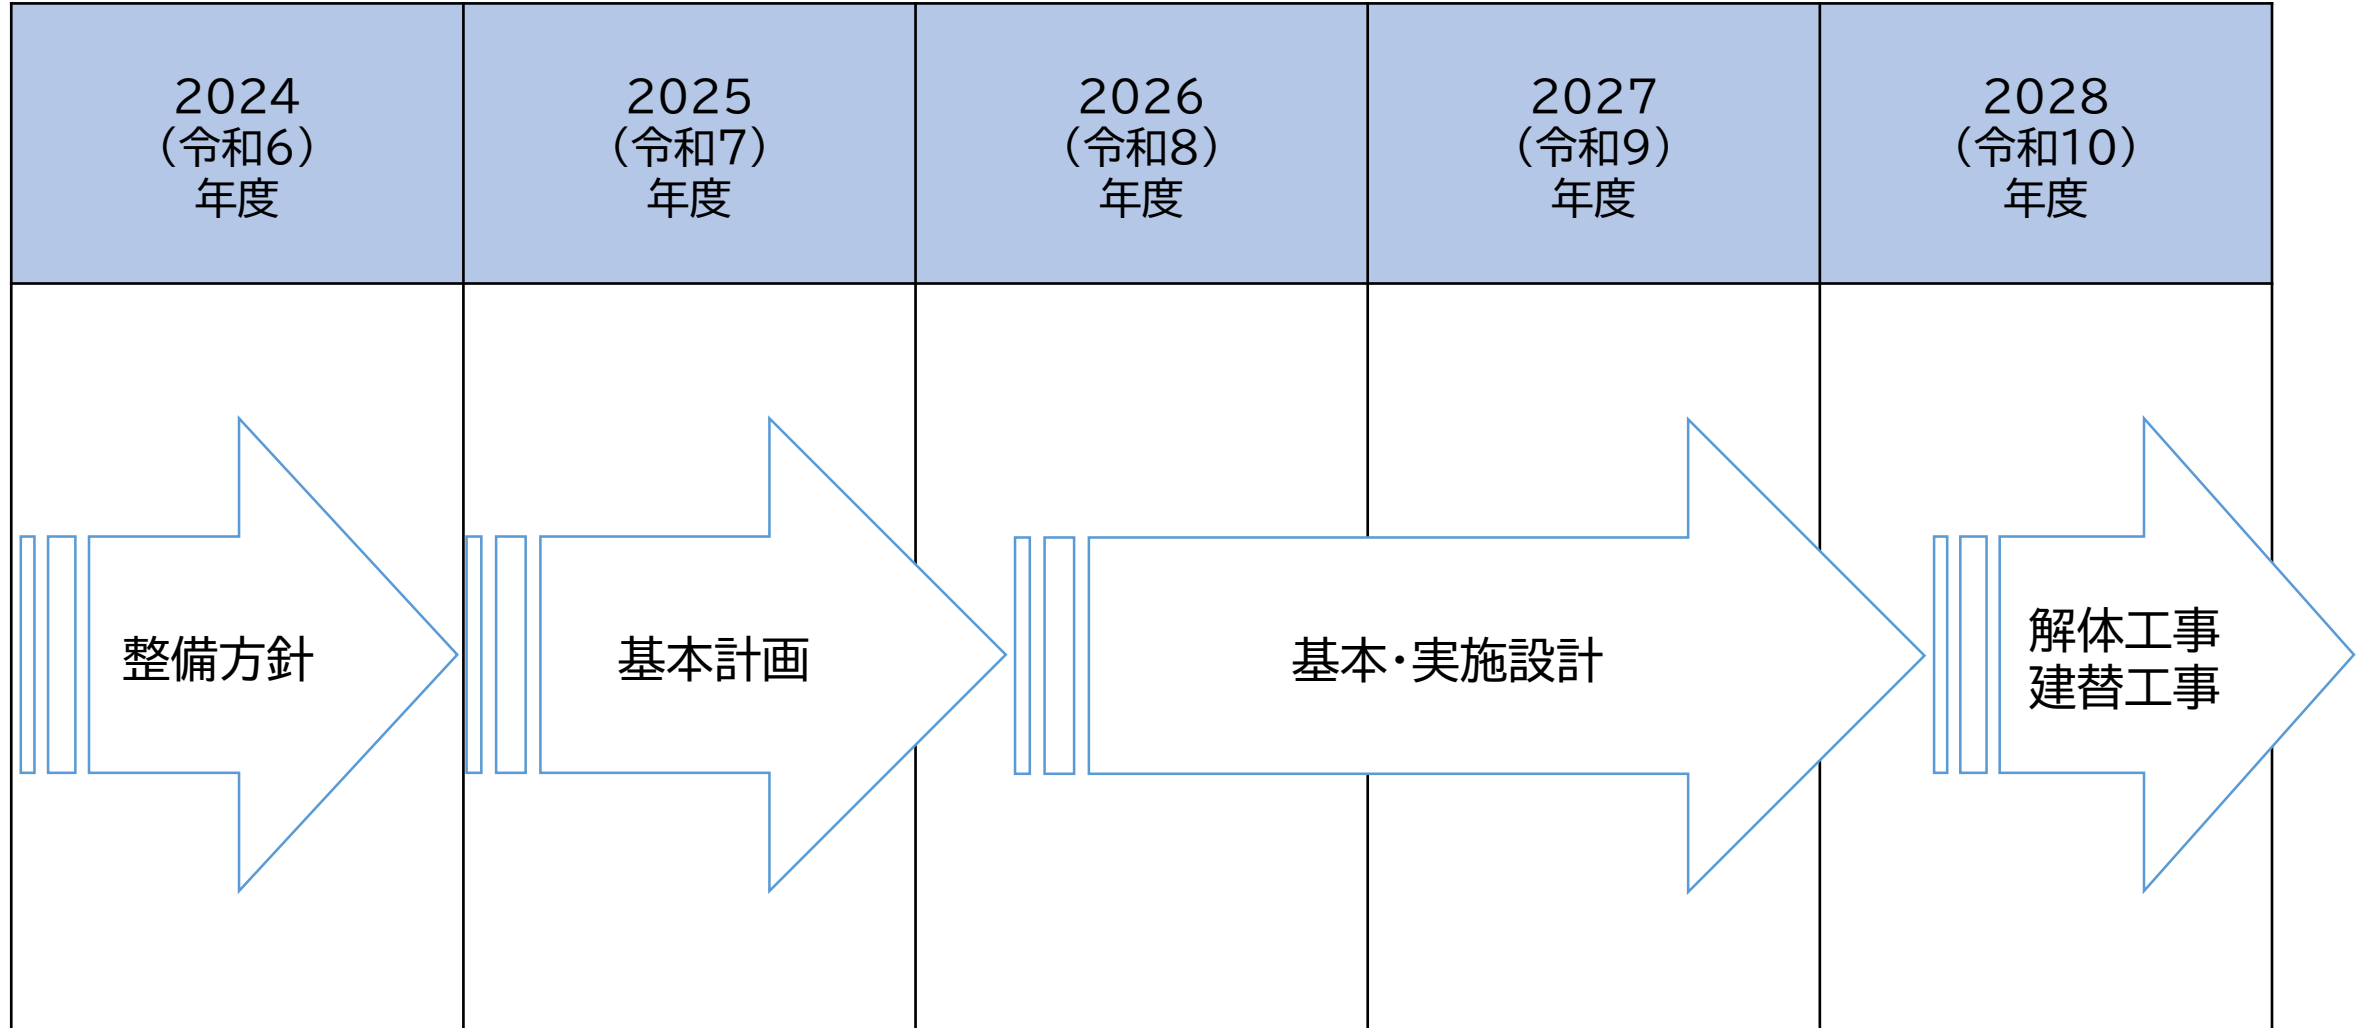 2024
（令和6）
年度
2025
（令和7）
年度
2026
（令和8）
年度
2027
（令和9）
年度
2028
（令和10）
年度
整備方針
基本計画
基本・実施設計
解体工事
建替工事